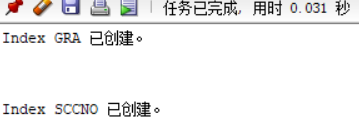 任务已完成, 用时 0.031 秒
Index GRA 已创建。
Index SCCNO 已创建。